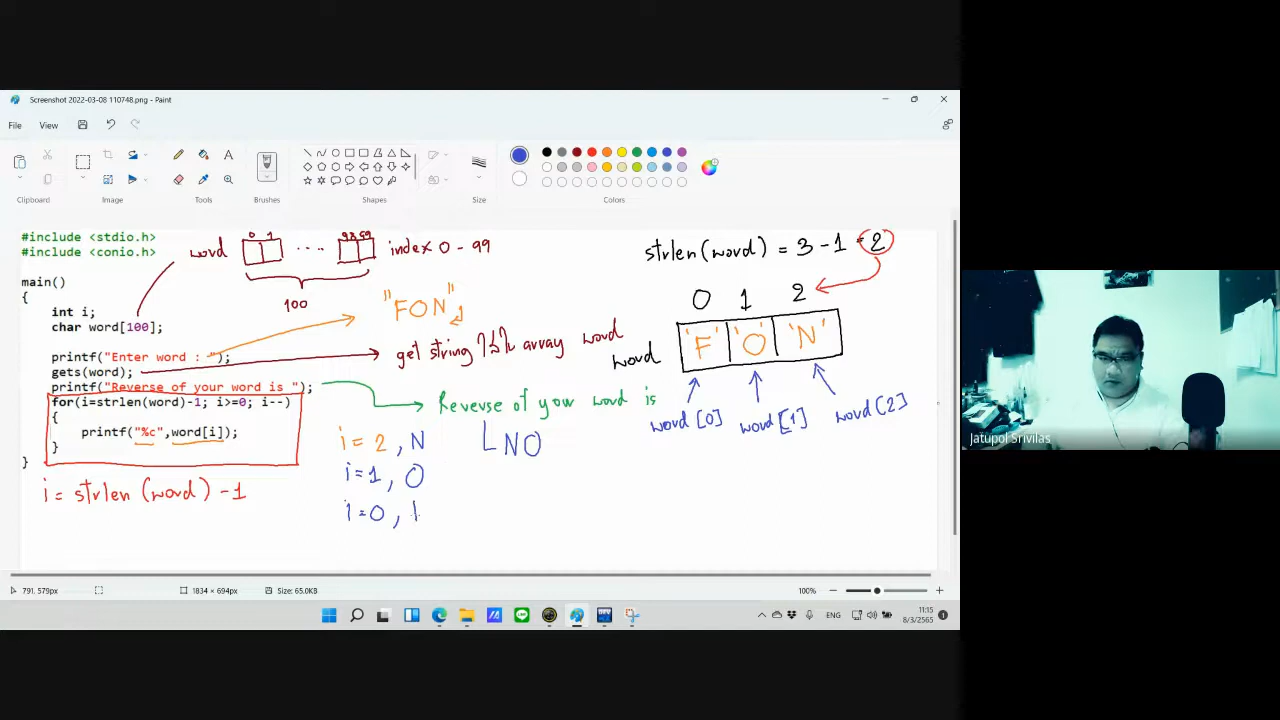 Screenshot 2022-03-08 110748.png - Paint
File View
Clipboard Image Tools Brushes Shapes Size Colors
#include <stdio.h>
#include <conio.h>
main()
{
int i;
char word[100];
printf("Enter word : ");
gets(word);
printf("Reverse of your word is ");
for(i=strlen(word)-1; i>=0; i--)
{
printf("%c",word[i]);
}
}
i = strlen (word) -1
word
0 1 .... 98 99
index 0 - 99
100
"FON"
get string ไปเก็บ array word
Reverse of your word is
NO
i = 2 , N
i = 1 , O
i = 0 ,
strlen(word) = 3 - 1 = 2
0 1 2
word 'F' 'O' 'N'
word [0] word [1] word [2]
Jatupol Srivilas
791, 579px 1834 × 694px Size: 65.0KB 100%
ENG 11:15
8/3/2565